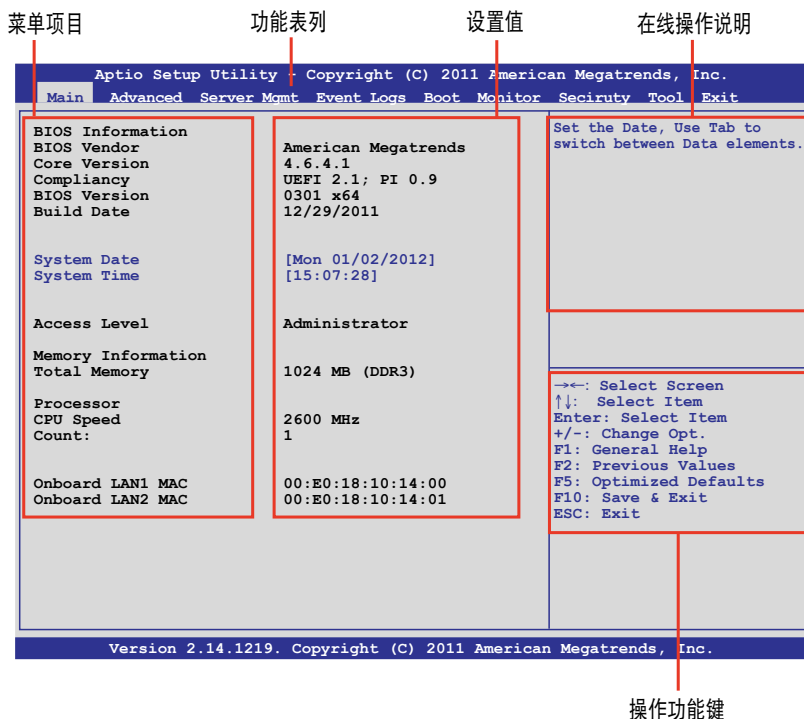 菜单项目 功能表列 设置值 在线操作说明
Aptio Setup Utility - Copyright (C) 2011 American Megatrends, Inc.
Main Advanced Server Mgmt Event Logs Boot Monitor Seciruty Tool Exit
BIOS Information
BIOS Vendor American Megatrends
Core Version 4.6.4.1
Compliancy UEFI 2.1; PI 0.9
BIOS Version 0301 x64
Build Date 12/29/2011
System Date [Mon 01/02/2012]
System Time [15:07:28]
Access Level Administrator
Memory Information
Total Memory 1024 MB (DDR3)
Processor
CPU Speed 2600 MHz
Count: 1
Onboard LAN1 MAC 00:E0:18:10:14:00
Onboard LAN2 MAC 00:E0:18:10:14:01
Set the Date, Use Tab to
switch between Data elements.
→←: Select Screen
↑↓: Select Item
Enter: Select Item
+/-: Change Opt.
F1: General Help
F2: Previous Values
F5: Optimized Defaults
F10: Save & Exit
ESC: Exit
Version 2.14.1219. Copyright (C) 2011 American Megatrends, Inc.
操作功能键